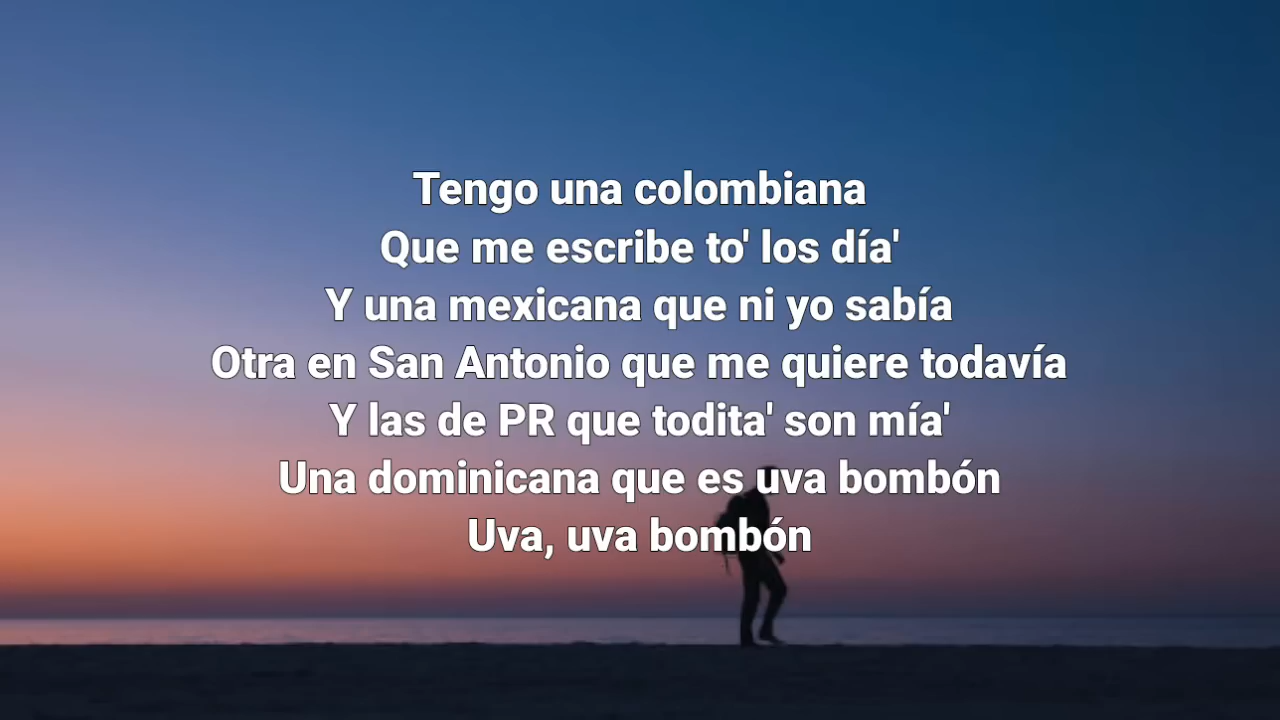 Tengo una colombiana
Que me escribe to' los día'
Y una mexicana que ni yo sabía
Otra en San Antonio que me quiere todavía
Y las de PR que todita' son mía'
Una dominicana que es uva bombón
Uva, uva bombón